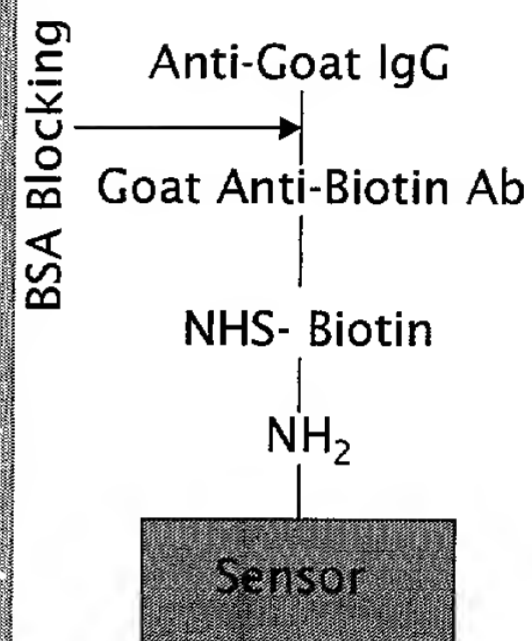 Anti-Goat IgG
BSA Blocking
Goat Anti-Biotin Ab
NHS- Biotin
NH₂
Sensor